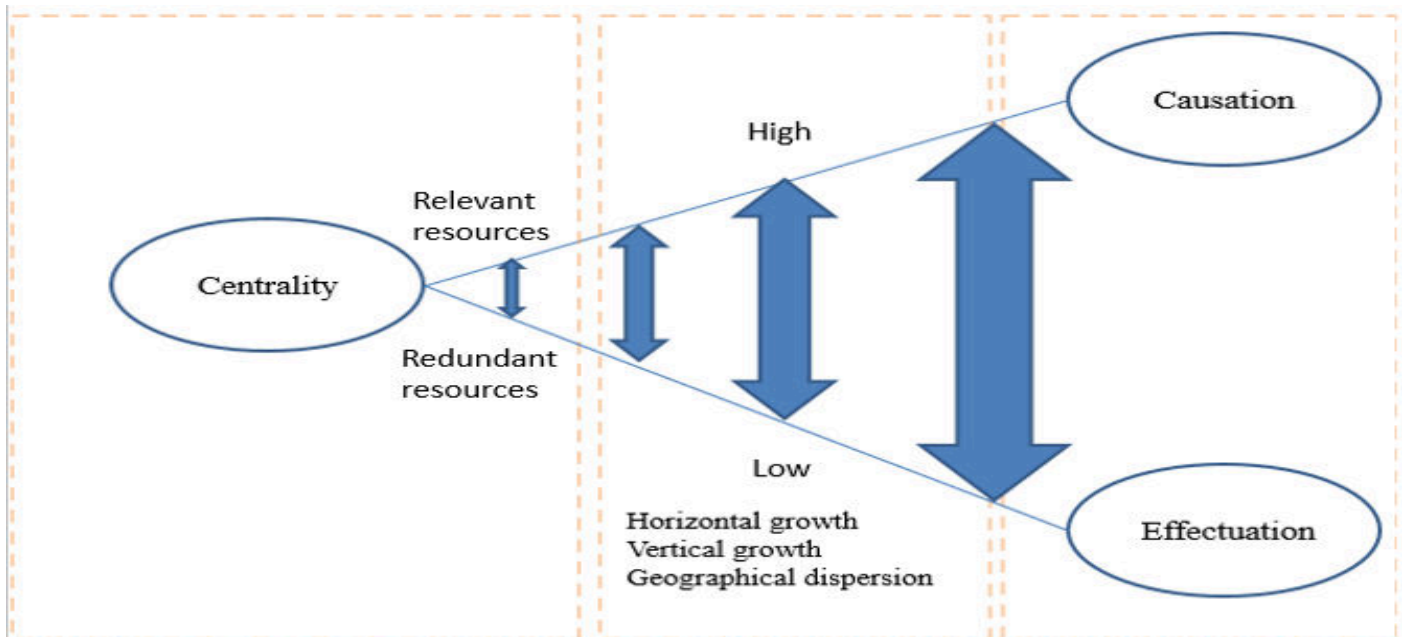 Causation
High
Relevant
resources
Centrality
Redundant
resources
Low
Horizontal growth
Vertical growth
Geographical dispersion
Effectuation